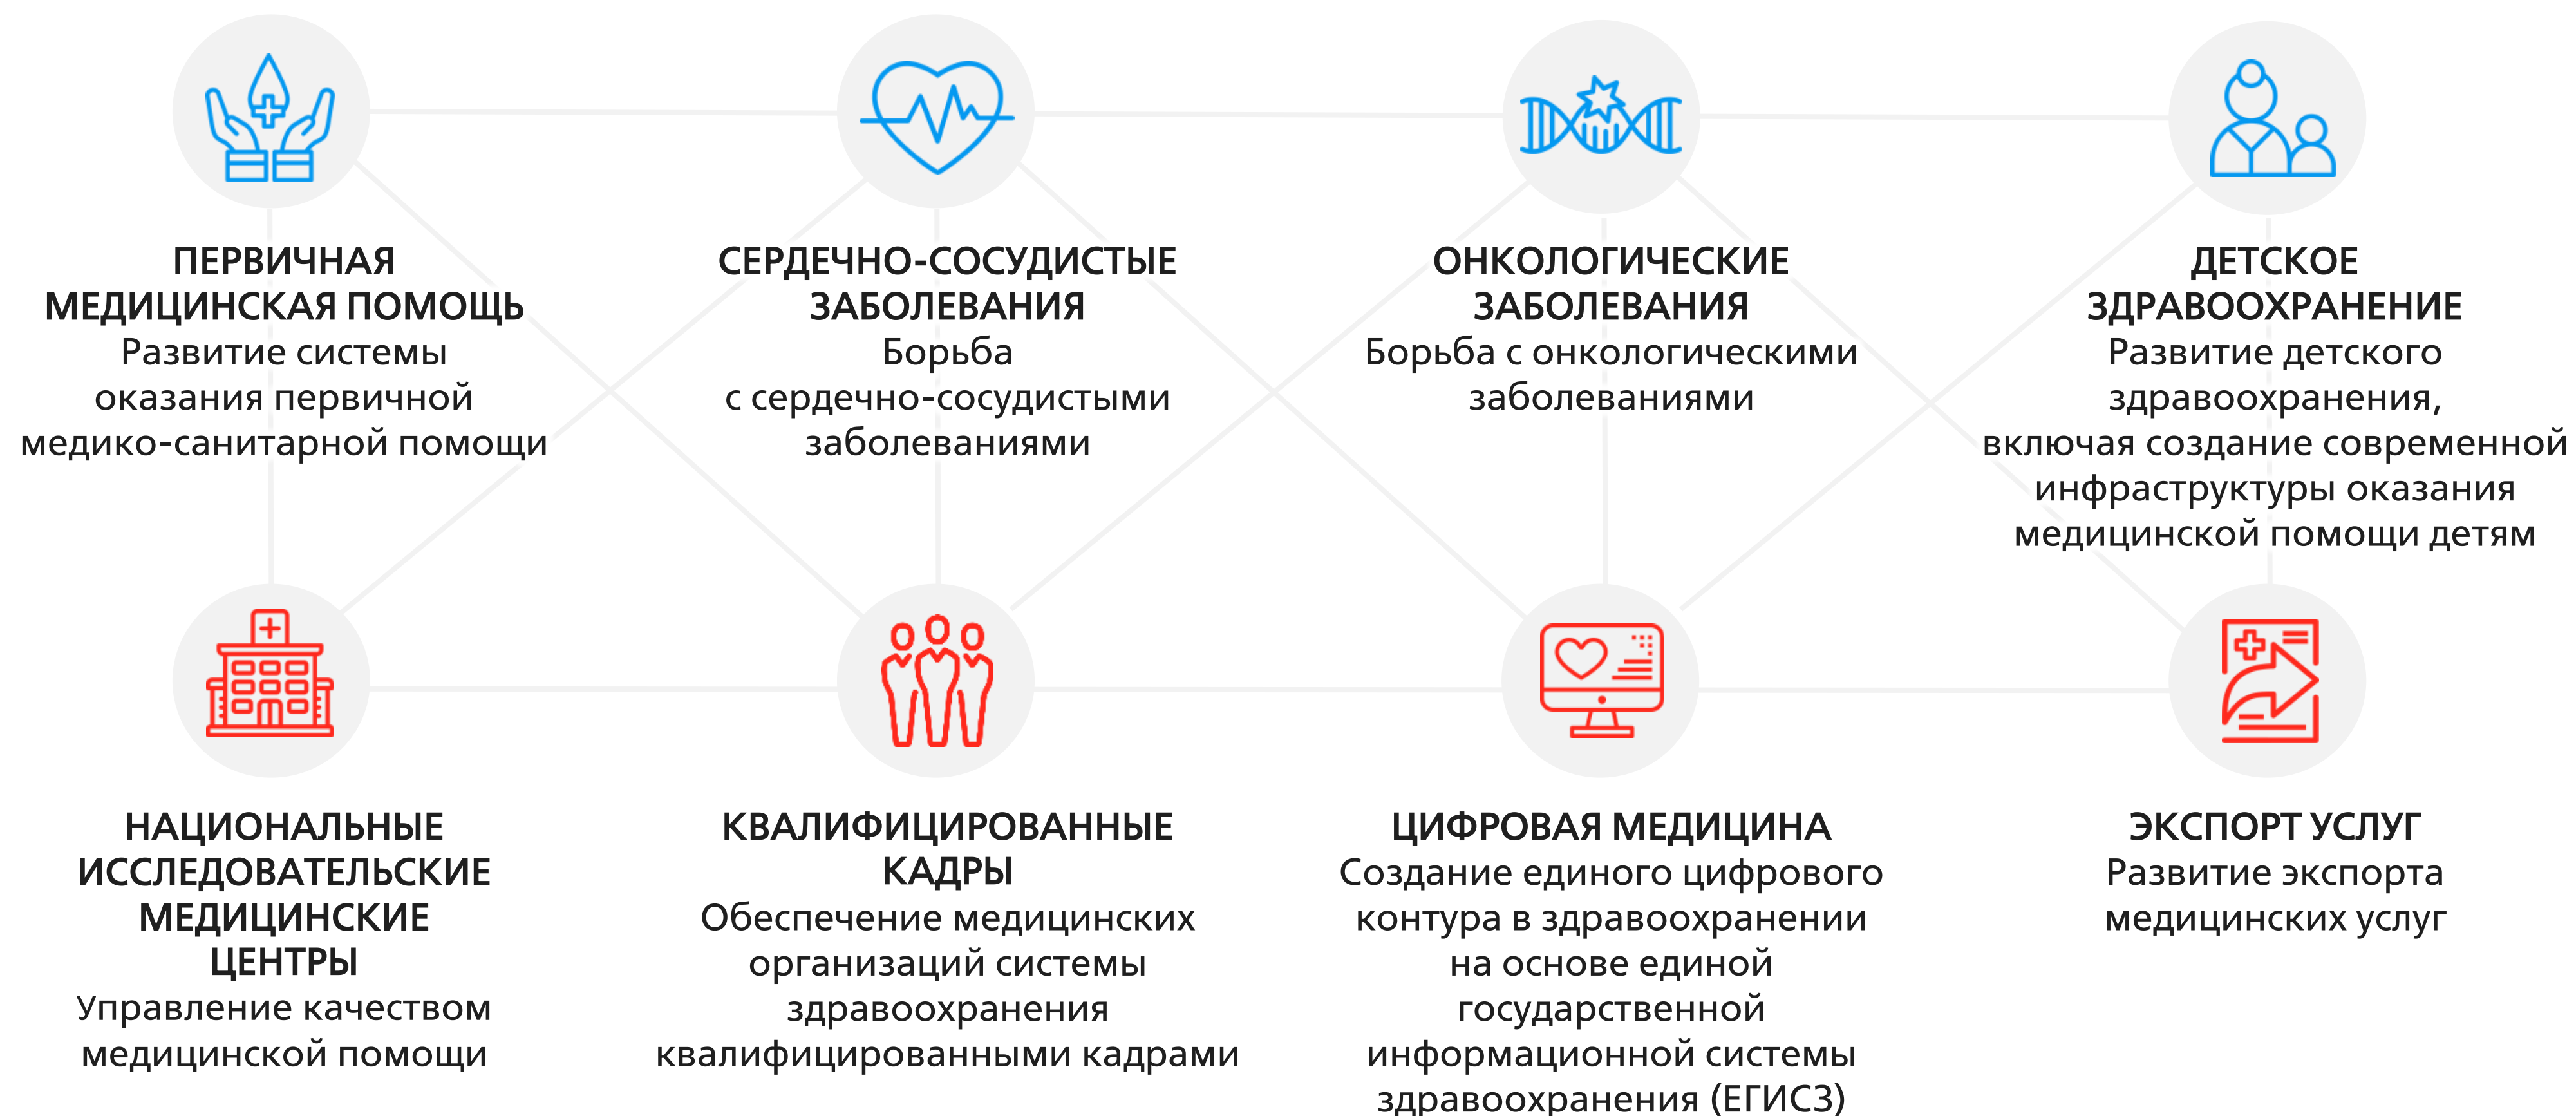 ПЕРВИЧНАЯ
МЕДИЦИНСКАЯ ПОМОЩЬ
Развитие системы
оказания первичной
медико-санитарной помощи
СЕРДЕЧНО-СОСУДИСТЫЕ
ЗАБОЛЕВАНИЯ
Борьба
с сердечно-сосудистыми
заболеваниями
ОНКОЛОГИЧЕСКИЕ
ЗАБОЛЕВАНИЯ
Борьба с онкологическими
заболеваниями
ДЕТСКОЕ
ЗДРАВООХРАНЕНИЕ
Развитие детского
здравоохранения,
включая создание современной
инфраструктуры оказания
медицинской помощи детям
НАЦИОНАЛЬНЫЕ
ИССЛЕДОВАТЕЛЬСКИЕ
МЕДИЦИНСКИЕ
ЦЕНТРЫ
Управление качеством
медицинской помощи
КВАЛИФИЦИРОВАННЫЕ
КАДРЫ
Обеспечение медицинских
организаций системы
здравоохранения
квалифицированными кадрами
ЦИФРОВАЯ МЕДИЦИНА
Создание единого цифрового
контура в здравоохранении
на основе единой
государственной
информационной системы
здравоохранения (ЕГИСЗ)
ЭКСПОРТ УСЛУГ
Развитие экспорта
медицинских услуг